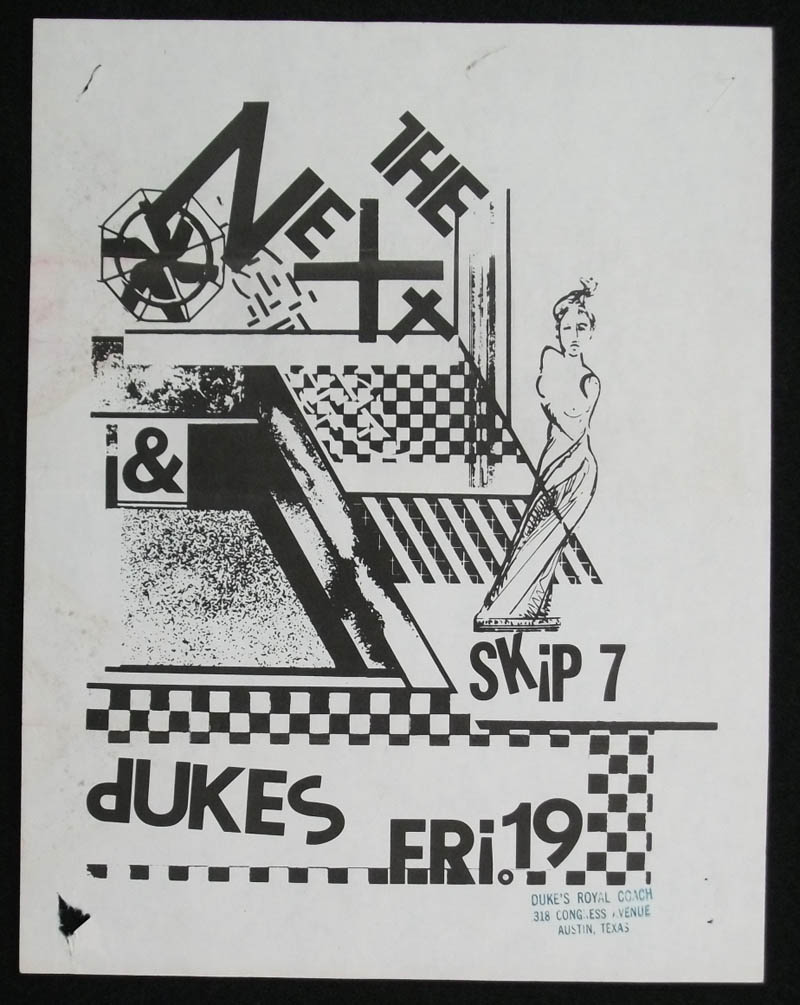 THE
NExt
&
SKiP 7
dUKES
FRi. 19
DUKE'S ROYAL COACH
318 CONGRESS AVENUE
AUSTIN, TEXAS